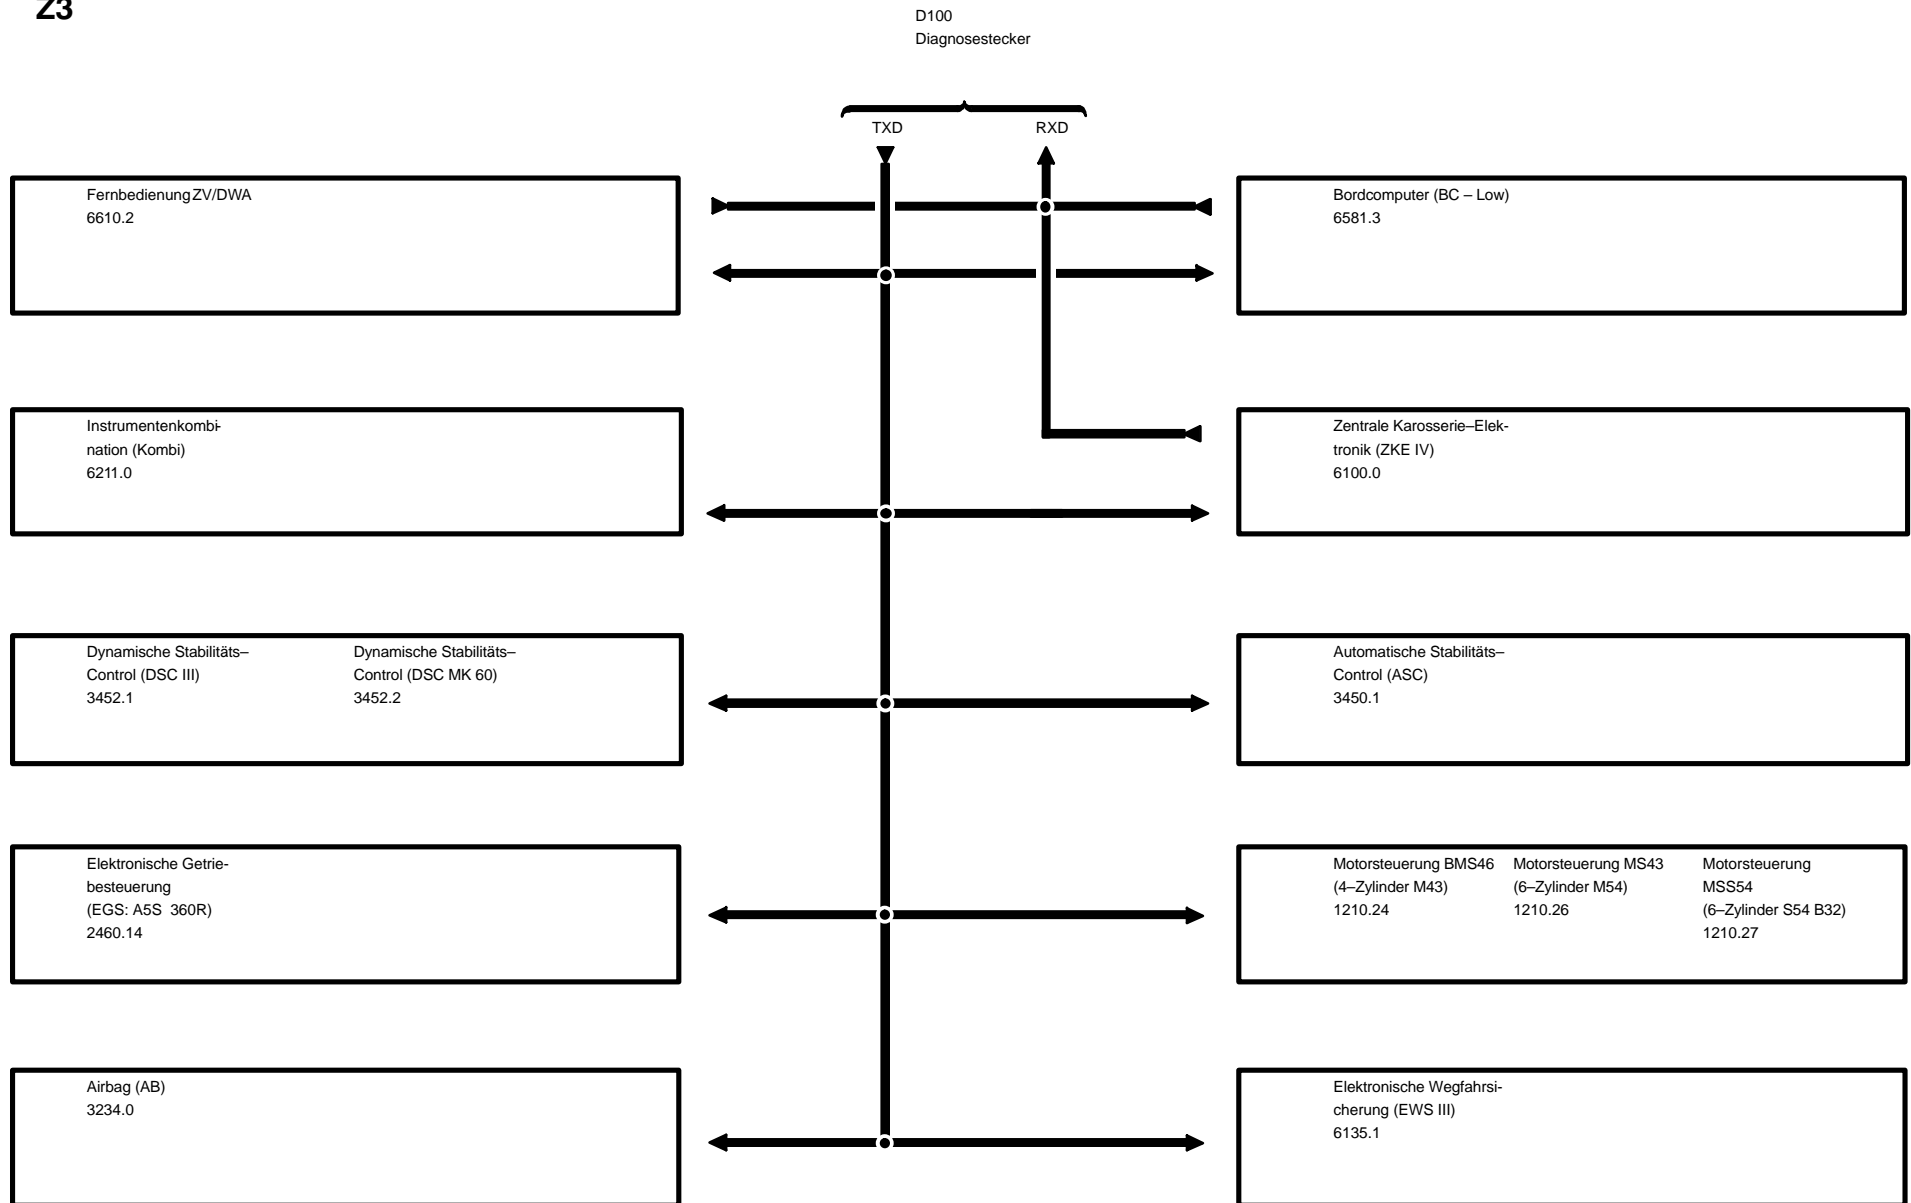 Z3
D100
Diagnosestecker
TXD
RXD
Fernbedienung ZV/DWA
6610.2
Bordcomputer (BC – Low)
6581.3
Instrumentenkombi-
nation (Kombi)
6211.0
Zentrale Karosserie–Elek-
tronik (ZKE IV)
6100.0
Dynamische Stabilitäts–
Control (DSC III)
3452.1
Dynamische Stabilitäts–
Control (DSC MK 60)
3452.2
Automatische Stabilitäts–
Control (ASC)
3450.1
Elektronische Getrie-
besteuerung
(EGS: A5S 360R)
2460.14
Motorsteuerung BMS46
(4–Zylinder M43)
1210.24
Motorsteuerung MS43
(6–Zylinder M54)
1210.26
Motorsteuerung
MSS54
(6–Zylinder S54 B32)
1210.27
Airbag (AB)
3234.0
Elektronische Wegfahrsi-
cherung (EWS III)
6135.1